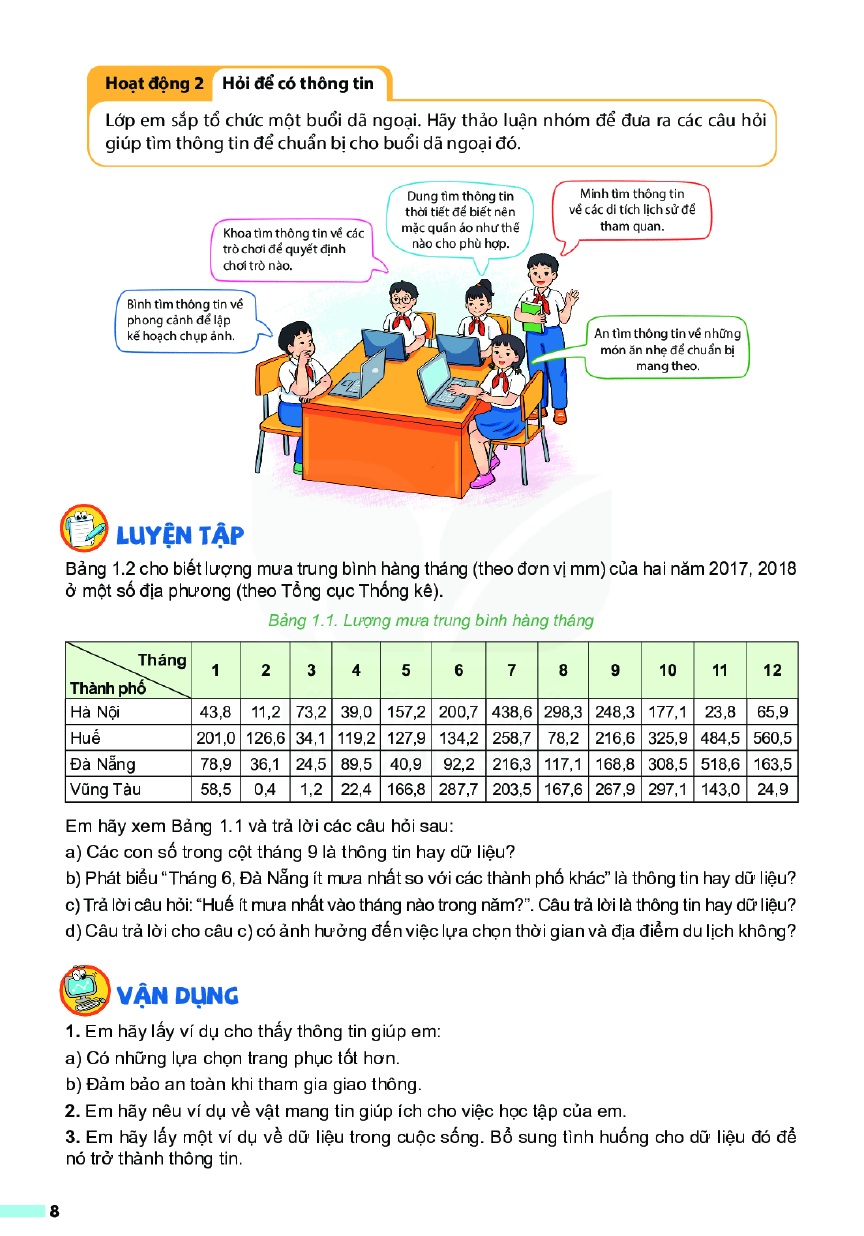 Hoạt động 2 Hỏi để có thông tin
Lớp em sắp tổ chức một buổi dã ngoại. Hãy thảo luận nhóm để đưa ra các câu hỏi
giúp tìm thông tin để chuẩn bị cho buổi dã ngoại đó.
Dung tìm thông tin
thời tiết để biết nên
mặc quần áo như thế
nào cho phù hợp.
Minh tìm thông tin
về các di tích lịch sử để
tham quan.
Khoa tìm thông tin về các
trò chơi để quyết định
chơi trò nào.
Bình tìm thông tin về
phong cảnh để lập
kế hoạch chụp ảnh.
An tìm thông tin về những
món ăn nhẹ để chuẩn bị
mang theo.
LUYỆN TẬP
Bảng 1.2 cho biết lượng mưa trung bình hàng tháng (theo đơn vị mm) của hai năm 2017, 2018
ở một số địa phương (theo Tổng cục Thống kê).
Bảng 1.1. Lượng mưa trung bình hàng tháng
Tháng 1 2 3 4 5 6 7 8 9 10 11 12
Thành phố
Hà Nội 43,8 11,2 73,2 39,0 157,2 200,7 438,6 298,3 248,3 177,1 23,8 65,9
Huế 201,0 126,6 34,1 119,2 127,9 134,2 258,7 78,2 216,6 325,9 484,5 560,5
Đà Nẵng 78,9 36,1 24,5 89,5 40,9 92,2 216,3 117,1 168,8 308,5 518,6 163,5
Vũng Tàu 58,5 0,4 1,2 22,4 166,8 287,7 203,5 167,6 267,9 297,1 143,0 24,9
Em hãy xem Bảng 1.1 và trả lời các câu hỏi sau:
a) Các con số trong cột tháng 9 là thông tin hay dữ liệu?
b) Phát biểu “Tháng 6, Đà Nẵng ít mưa nhất so với các thành phố khác” là thông tin hay dữ liệu?
c) Trả lời câu hỏi: “Huế ít mưa nhất vào tháng nào trong năm?”. Câu trả lời là thông tin hay dữ liệu?
d) Câu trả lời cho câu c) có ảnh hưởng đến việc lựa chọn thời gian và địa điểm du lịch không?
VẬN DỤNG
1. Em hãy lấy ví dụ cho thấy thông tin giúp em:
a) Có những lựa chọn trang phục tốt hơn.
b) Đảm bảo an toàn khi tham gia giao thông.
2. Em hãy nêu ví dụ về vật mang tin giúp ích cho việc học tập của em.
3. Em hãy lấy một ví dụ về dữ liệu trong cuộc sống. Bổ sung tình huống cho dữ liệu đó để
nó trở thành thông tin.
8